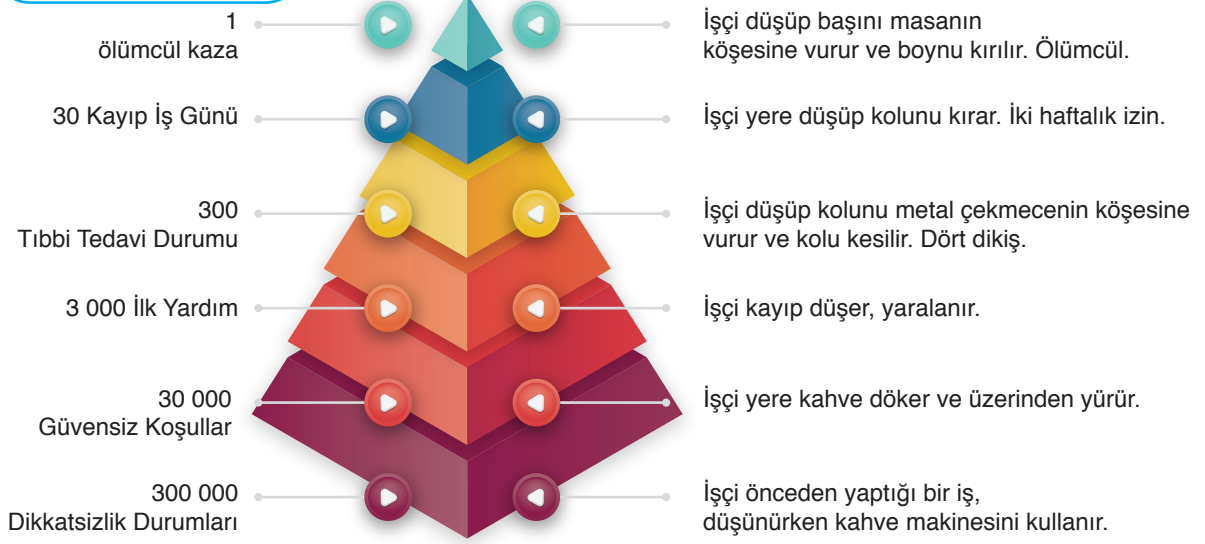 1
ölümcül kaza
İşçi düşüp başını masanın
köşesine vurur ve boynu kırılır. Ölümcül.
30 Kayıp İş Günü
İşçi yere düşüp kolunu kırar. İki haftalık izin.
300
Tıbbi Tedavi Durumu
İşçi düşüp kolunu metal çekmecenin köşesine
vurur ve kolu kesilir. Dört dikiş.
3 000 İlk Yardım
İşçi kayıp düşer, yaralanır.
30 000
Güvensiz Koşullar
İşçi yere kahve döker ve üzerinden yürür.
300 000
Dikkatsizlik Durumları
İşçi önceden yaptığı bir iş,
düşünürken kahve makinesini kullanır.